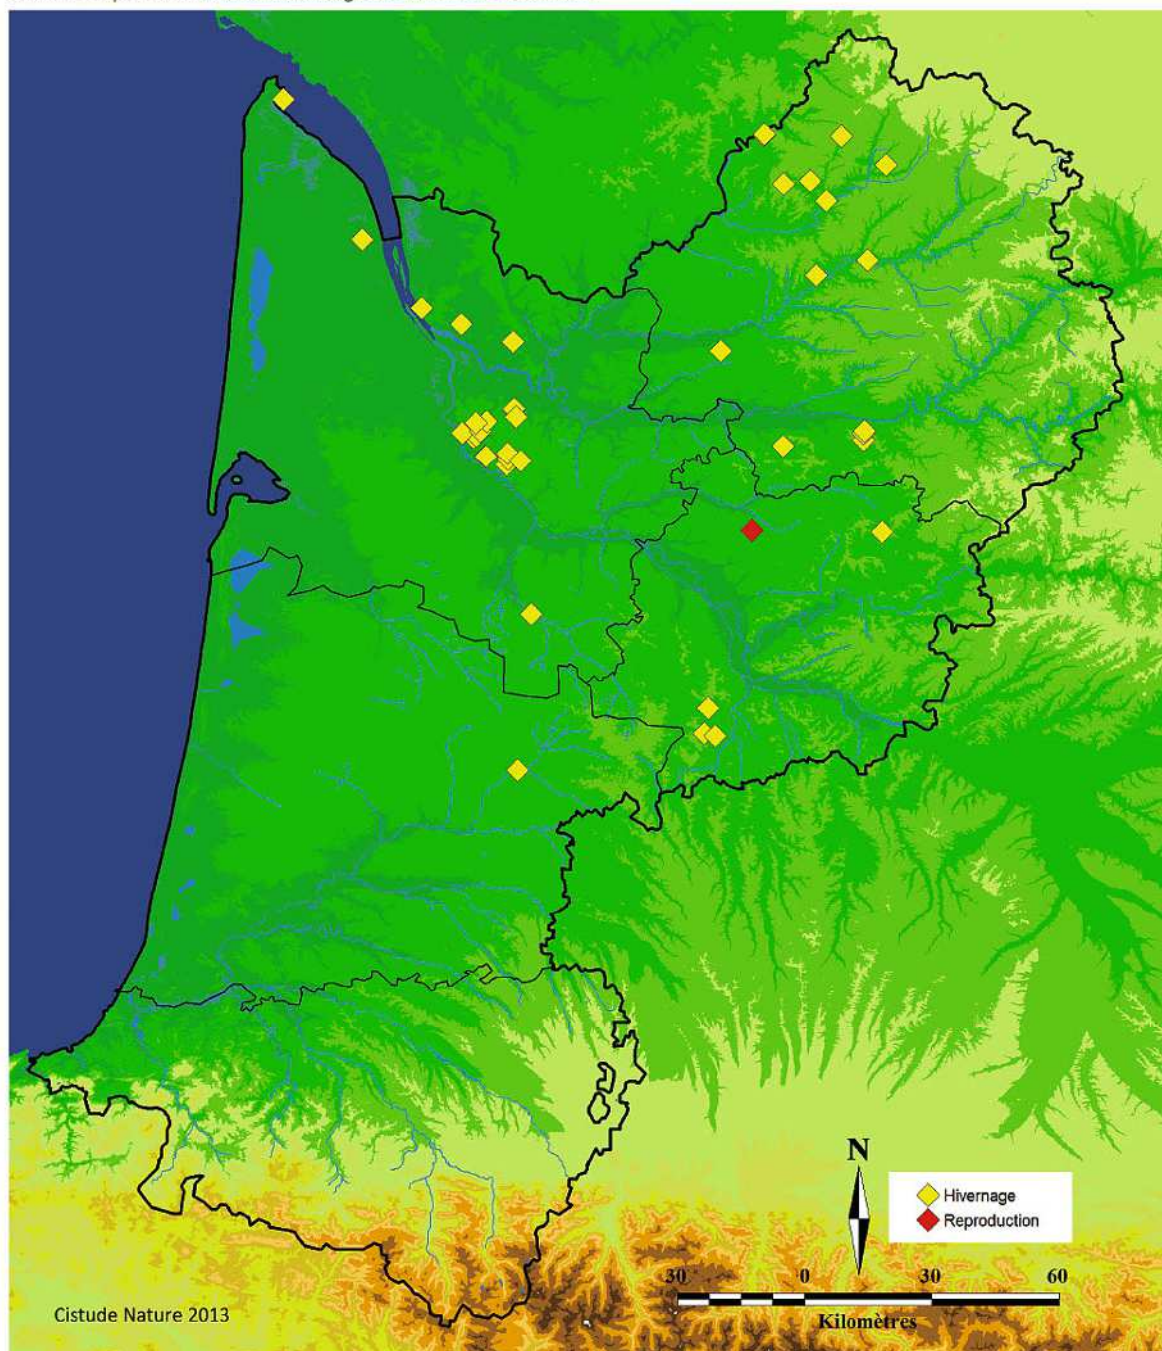 N
Hivernage
Reproduction
30 0 30 60
Kilomètres
Cistude Nature 2013